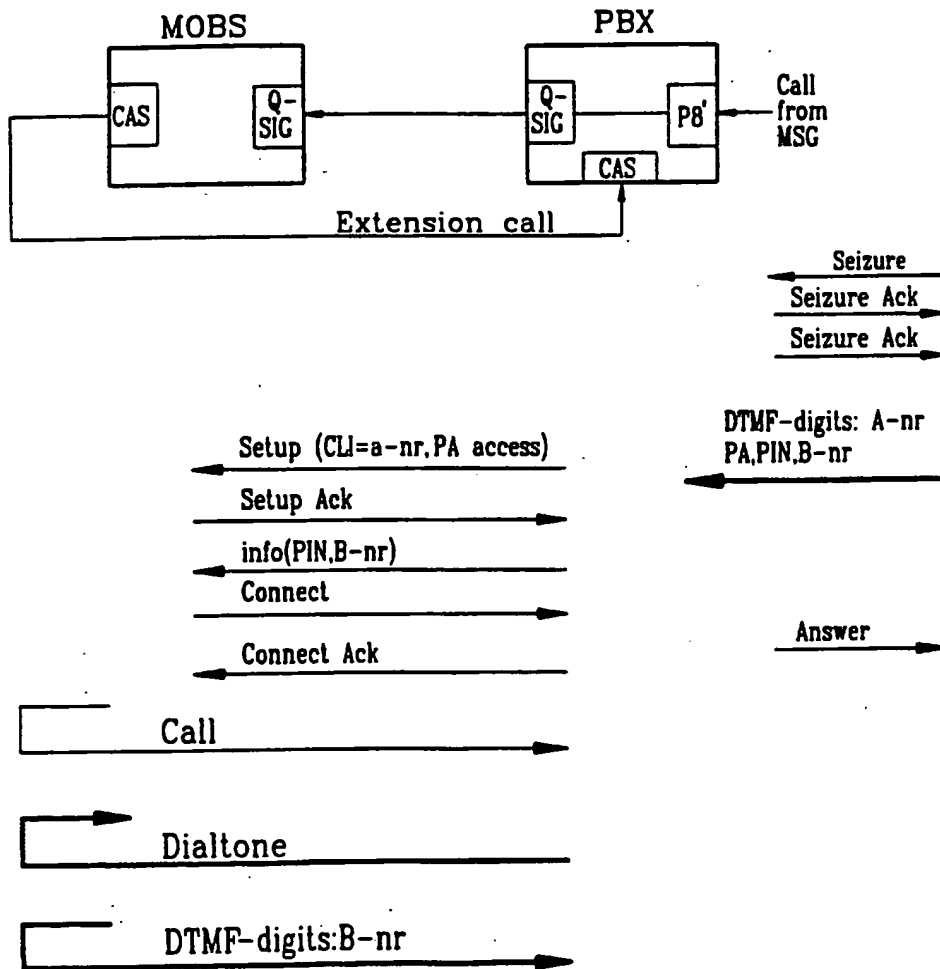 MOBS
PBX
CAS
Q-
SIG
Q-
SIG
P8'
Call
from
MSG
CAS
Extension call
Seizure
Seizure Ack
Seizure Ack
DTMF-digits: A-nr
PA,PIN,B-nr
Setup (CLI=a-nr,PA access)
Setup Ack
info(PIN,B-nr)
Connect
Answer
Connect Ack
Call
Dialtone
DTMF-digits:B-nr